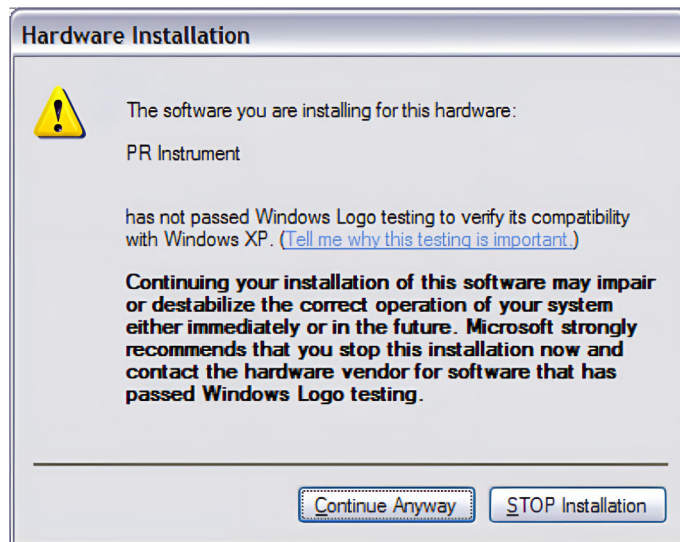 Hardware Installation
The software you are installing for this hardware:
PR Instrument
has not passed Windows Logo testing to verify its compatibility
with Windows XP. (Tell me why this testing is important.)
Continuing your installation of this software may impair
or destabilize the correct operation of your system
either immediately or in the future. Microsoft strongly
recommends that you stop this installation now and
contact the hardware vendor for software that has
passed Windows Logo testing.
Continue Anyway STOP Installation